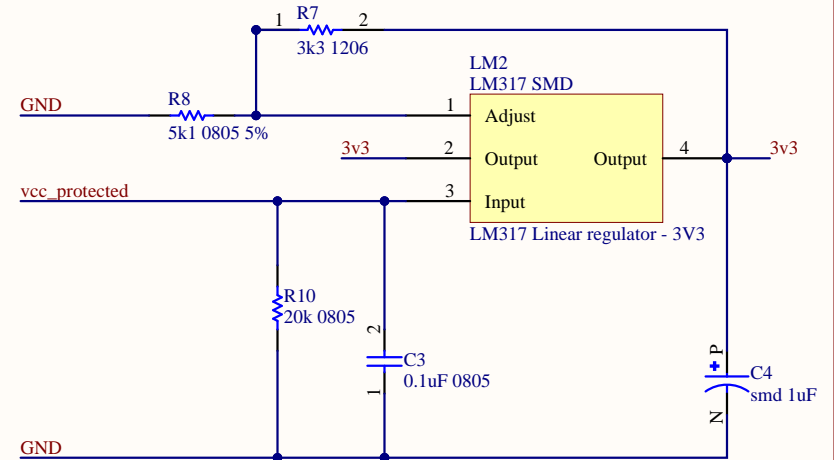 1 R7 2
3k3 1206
LM2
LM317 SMD
R8
GND
5k1 0805 5%
1 Adjust
3v3 2 Output Output 4 3v3
vcc_protected 3 Input
LM317 Linear regulator - 3V3
R10
20k 0805
2
C3
0.1uF 0805
1
P
+
C4
smd 1uF
N
GND